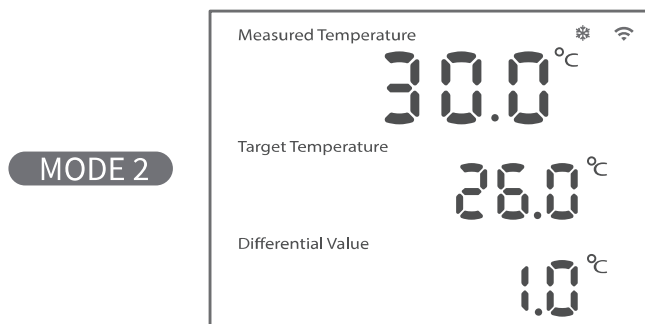 Measured Temperature
30.0°C
MODE 2
Target Temperature
26.0°C
Differential Value
1.0°C